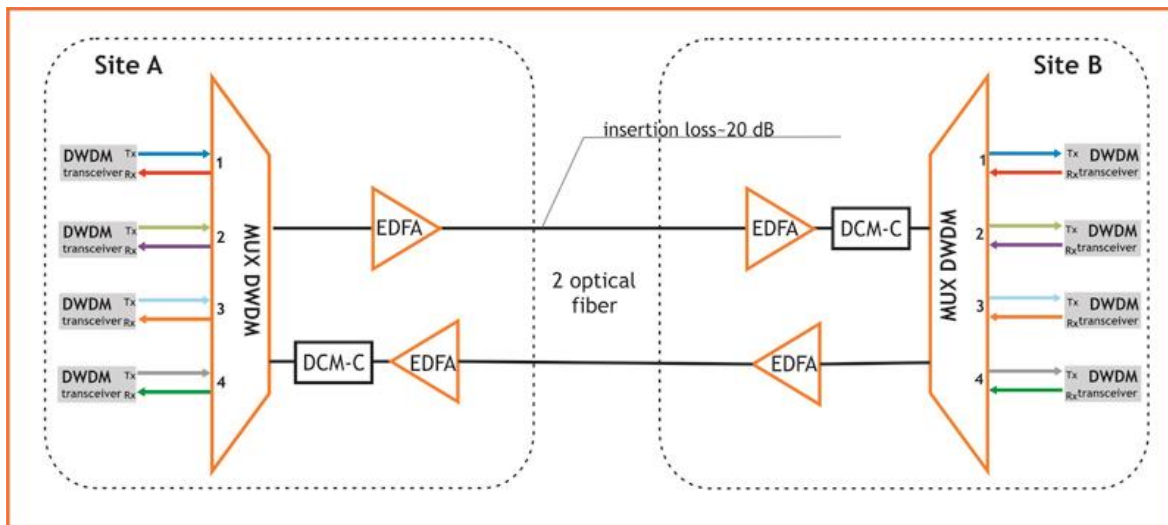 Site A
Site B
insertion loss~20 dB
2 optical
fiber
DWDM Tx
transceiver Rx
DWDM Tx
transceiver Rx
DWDM Tx
transceiver Rx
DWDM Tx
transceiver Rx
1
2
3
4
MUX DWDM
EDFA
EDFA
DCM-C
DCM-C
EDFA
EDFA
MUX DWDM
1
2
3
4
Tx DWDM
Rx transceiver
Tx DWDM
Rx transceiver
Tx DWDM
Rx transceiver
Tx DWDM
Rx transceiver